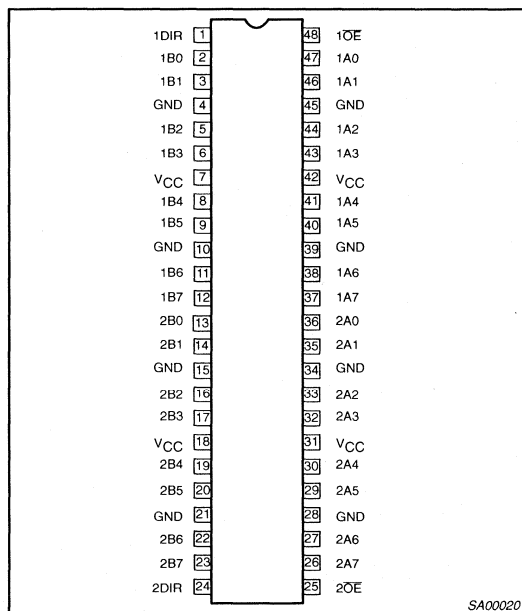 1DIR 1 48 1O̅E̅
1B0 2 47 1A0
1B1 3 46 1A1
GND 4 45 GND
1B2 5 44 1A2
1B3 6 43 1A3
VCC 7 42 VCC
1B4 8 41 1A4
1B5 9 40 1A5
GND 10 39 GND
1B6 11 38 1A6
1B7 12 37 1A7
2B0 13 36 2A0
2B1 14 35 2A1
GND 15 34 GND
2B2 16 33 2A2
2B3 17 32 2A3
VCC 18 31 VCC
2B4 19 30 2A4
2B5 20 29 2A5
GND 21 28 GND
2B6 22 27 2A6
2B7 23 26 2A7
2DIR 24 25 2O̅E̅
SA00020